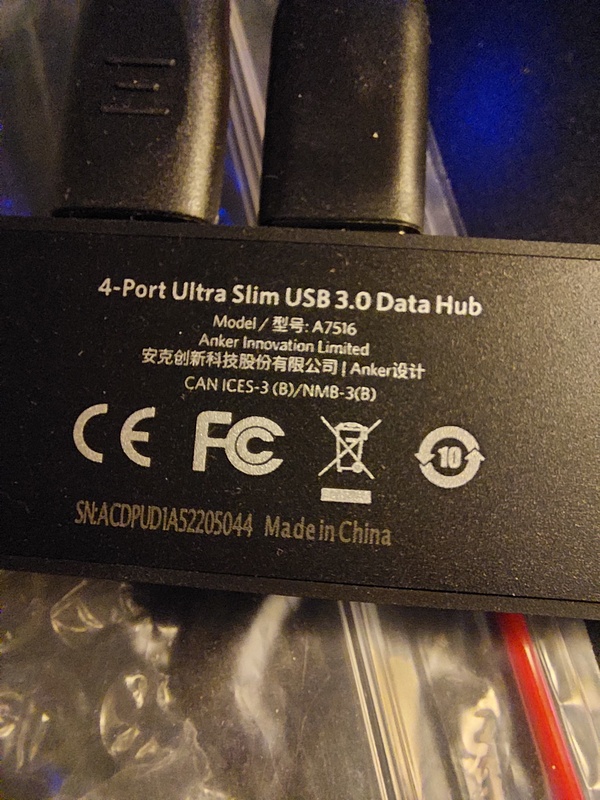 4-Port Ultra Slim USB 3.0 Data Hub
Model / 型号: A7516
Anker Innovation Limited
安克创新科技股份有限公司 | Anker设计
CAN ICES-3 (B)/NMB-3(B)
CE FC 10
SN:ACDPUD1A52205044 Made in China